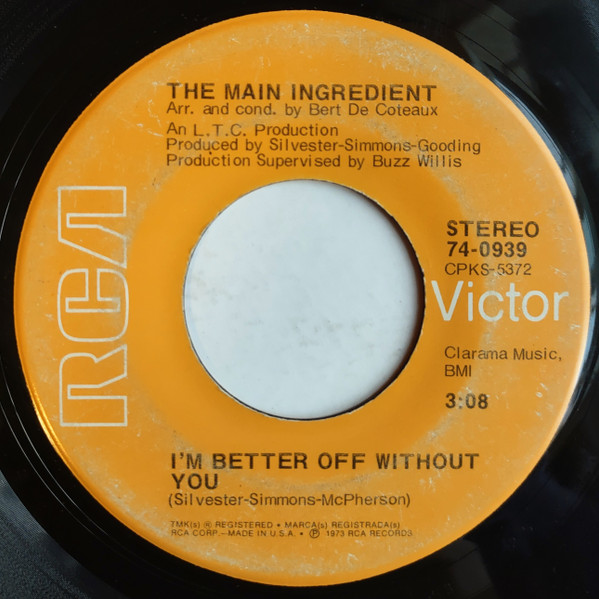 THE MAIN INGREDIENT
Arr. and cond. by Bert De Coteaux
An L.T.C. Production
Produced by Silvester-Simmons-Gooding
Production Supervised by Buzz Willis
RCA
STEREO
74-0939
CPKS-5372
Victor
Clarama Music,
BMI
3:08
I'M BETTER OFF WITHOUT
YOU
(Silvester-Simmons-McPherson)
TMK(s) ® REGISTERED • MARCA(S) REGISTRADA(S)
RCA CORP.–MADE IN U.S.A. • ℗ 1973 RCA RECORDS